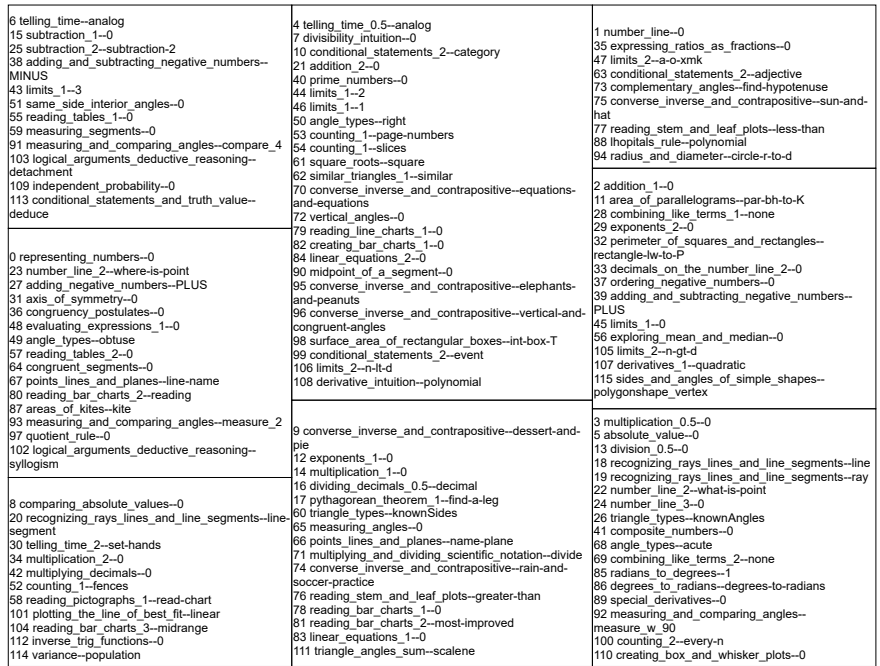 6 telling_time--analog
15 subtraction_1--0
25 subtraction_2--subtraction-2
38 adding_and_subtracting_negative_numbers--
MINUS
43 limits_1--3
51 same_side_interior_angles--0
55 reading_tables_1--0
59 measuring_segments--0
91 measuring_and_comparing_angles--compare_4
103 logical_arguments_deductive_reasoning--
detachment
109 independent_probability--0
113 conditional_statements_and_truth_value--
deduce
0 representing_numbers--0
23 number_line_2--where-is-point
27 adding_negative_numbers--PLUS
31 axis_of_symmetry--0
36 congruency_postulates--0
48 evaluating_expressions_1--0
49 angle_types--obtuse
57 reading_tables_2--0
64 congruent_segments--0
67 points_lines_and_planes--line-name
80 reading_bar_charts_2--reading
87 areas_of_kites--kite
93 measuring_and_comparing_angles--measure_2
97 quotient_rule--0
102 logical_arguments_deductive_reasoning--
syllogism
8 comparing_absolute_values--0
20 recognizing_rays_lines_and_line_segments--line-
segment
30 telling_time_2--set-hands
34 multiplication_2--0
42 multiplying_decimals--0
52 counting_1--fences
58 reading_pictographs_1--read-chart
101 plotting_the_line_of_best_fit--linear
104 reading_bar_charts_3--midrange
112 inverse_trig_functions--0
114 variance--population
4 telling_time_0.5--analog
7 divisibility_intuition--0
10 conditional_statements_2--category
21 addition_2--0
40 prime_numbers--0
44 limits_1--2
46 limits_1--1
50 angle_types--right
53 counting_1--page-numbers
54 counting_1--slices
61 square_roots--square
62 similar_triangles_1--similar
70 converse_inverse_and_contrapositive--equations-
and-equations
72 vertical_angles--0
79 reading_line_charts_1--0
82 creating_bar_charts_1--0
84 linear_equations_2--0
90 midpoint_of_a_segment--0
95 converse_inverse_and_contrapositive--elephants-
and-peanuts
96 converse_inverse_and_contrapositive--vertical-and-
congruent-angles
98 surface_area_of_rectangular_boxes--int-box-T
99 conditional_statements_2--event
106 limits_2--n-lt-d
108 derivative_intuition--polynomial
9 converse_inverse_and_contrapositive--dessert-and-
pie
12 exponents_1--0
14 multiplication_1--0
16 dividing_decimals_0.5--decimal
17 pythagorean_theorem_1--find-a-leg
60 triangle_types--knownSides
65 measuring_angles--0
66 points_lines_and_planes--name-plane
71 multiplying_and_dividing_scientific_notation--divide
74 converse_inverse_and_contrapositive--rain-and-
soccer-practice
76 reading_stem_and_leaf_plots--greater-than
78 reading_bar_charts_1--0
81 reading_bar_charts_2--most-improved
83 linear_equations_1--0
111 triangle_angles_sum--scalene
1 number_line--0
35 expressing_ratios_as_fractions--0
47 limits_2--a-o-xmk
63 conditional_statements_2--adjective
73 complementary_angles--find-hypotenuse
75 converse_inverse_and_contrapositive--sun-and-
hat
77 reading_stem_and_leaf_plots--less-than
88 lhopitals_rule--polynomial
94 radius_and_diameter--circle-r-to-d
2 addition_1--0
11 area_of_parallelograms--par-bh-to-K
28 combining_like_terms_1--none
29 exponents_2--0
32 perimeter_of_squares_and_rectangles--
rectangle-lw-to-P
33 decimals_on_the_number_line_2--0
37 ordering_negative_numbers--0
39 adding_and_subtracting_negative_numbers--
PLUS
45 limits_1--0
56 exploring_mean_and_median--0
105 limits_2--n-gt-d
107 derivatives_1--quadratic
115 sides_and_angles_of_simple_shapes--
polygonshape_vertex
3 multiplication_0.5--0
5 absolute_value--0
13 division_0.5--0
18 recognizing_rays_lines_and_line_segments--line
19 recognizing_rays_lines_and_line_segments--ray
22 number_line_2--what-is-point
24 number_line_3--0
26 triangle_types--knownAngles
41 composite_numbers--0
68 angle_types--acute
69 combining_like_terms_2--none
85 radians_to_degrees--1
86 degrees_to_radians--degrees-to-radians
89 special_derivatives--0
92 measuring_and_comparing_angles--
measure_w_90
100 counting_2--every-n
110 creating_box_and_whisker_plots--0